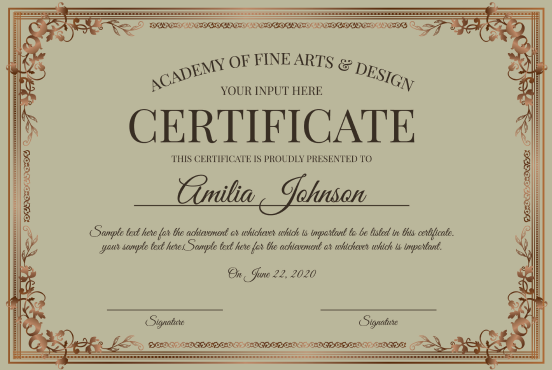 ACADEMY OF FINE ARTS & DESIGN
YOUR INPUT HERE
CERTIFICATE
THIS CERTIFICATE IS PROUDLY PRESENTED TO
Amilia Johnson
Sample text here for the achievement or whichever which is important to be listed in this certificate.
your sample text here.Sample text here for the achievement or whichever which is important.
On June 22, 2020
Signature Signature